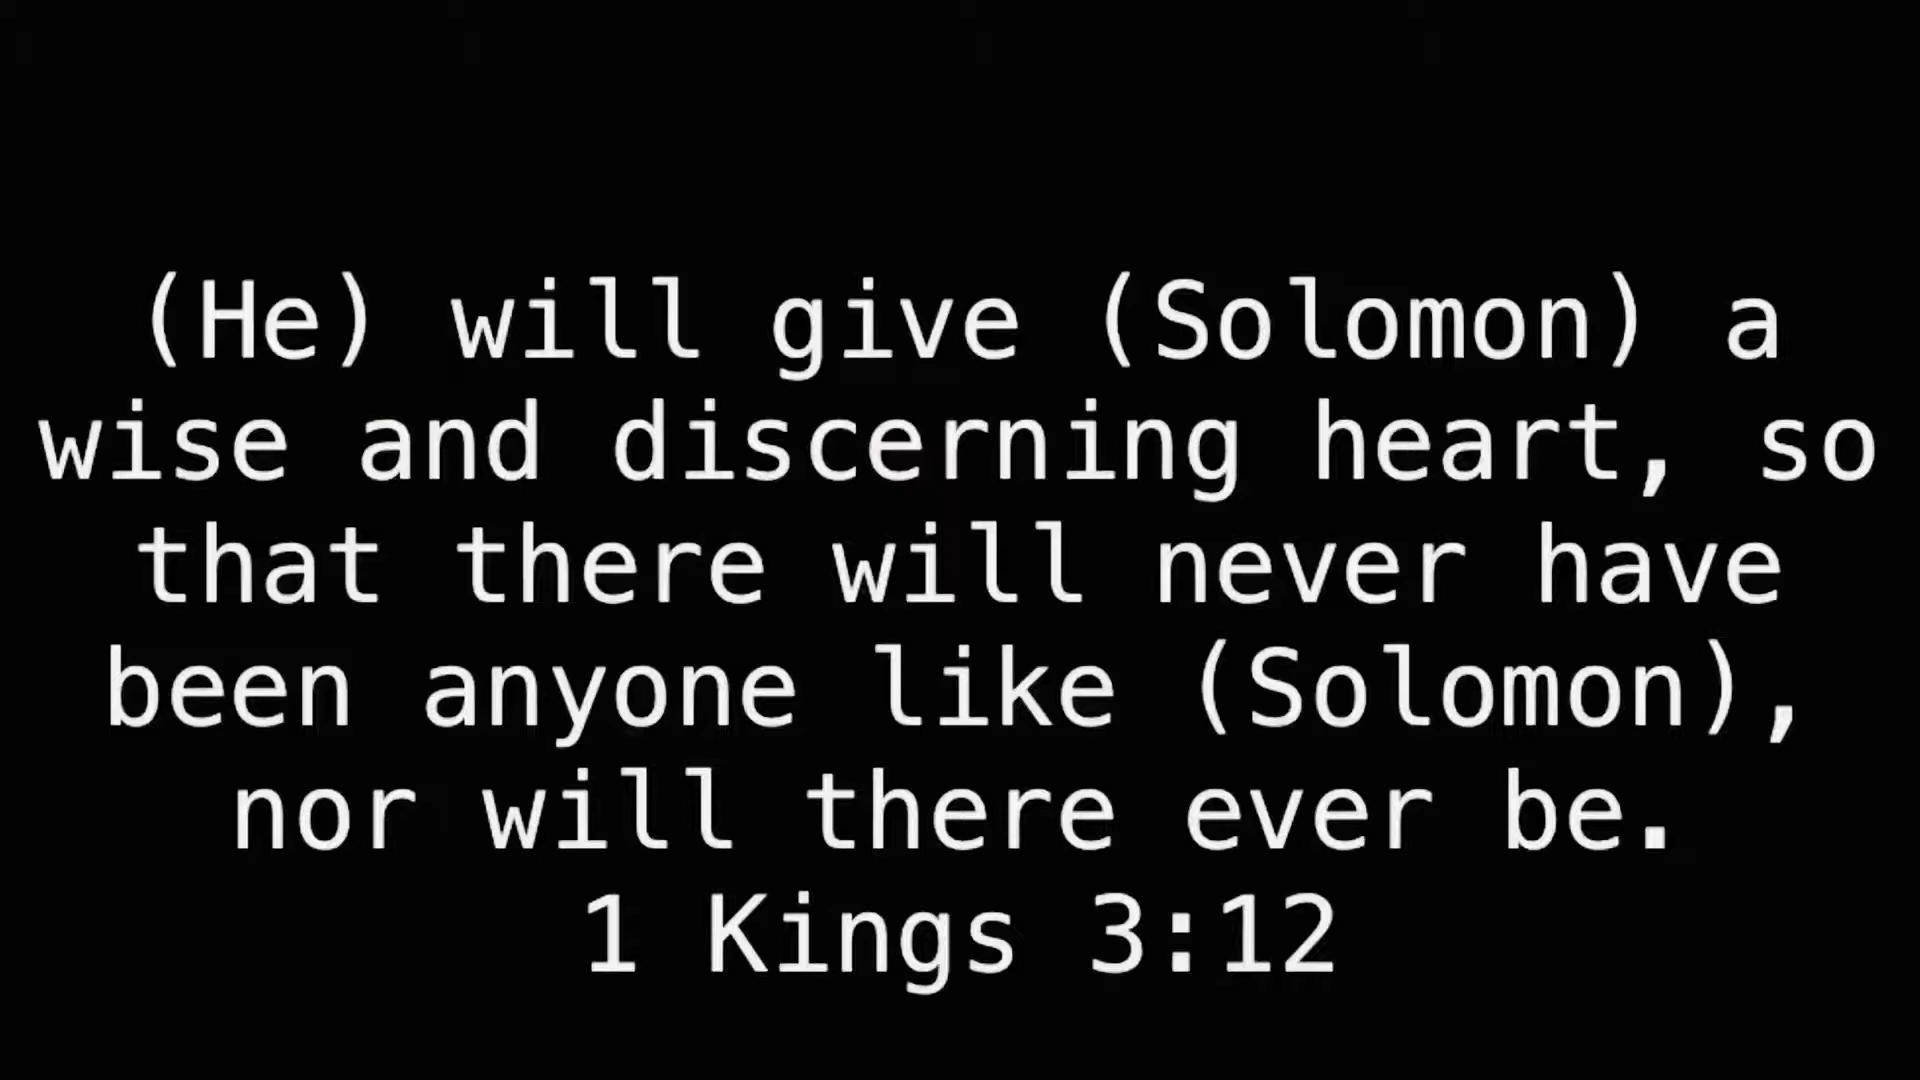 (He) will give (Solomon) a
wise and discerning heart, so
that there will never have
been anyone like (Solomon),
nor will there ever be.
1 Kings 3:12